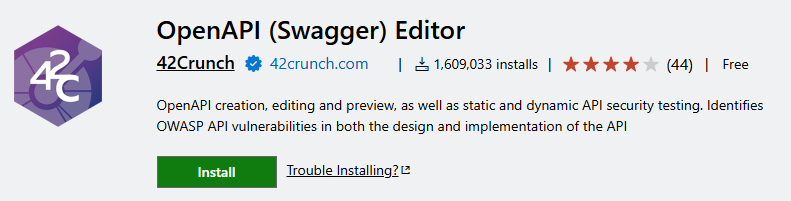 OpenAPI (Swagger) Editor
42Crunch 42crunch.com | 1,609,033 installs | (44) | Free
42c
OpenAPI creation, editing and preview, as well as static and dynamic API security testing. Identifies
OWASP API vulnerabilities in both the design and implementation of the API
Install Trouble Installing?